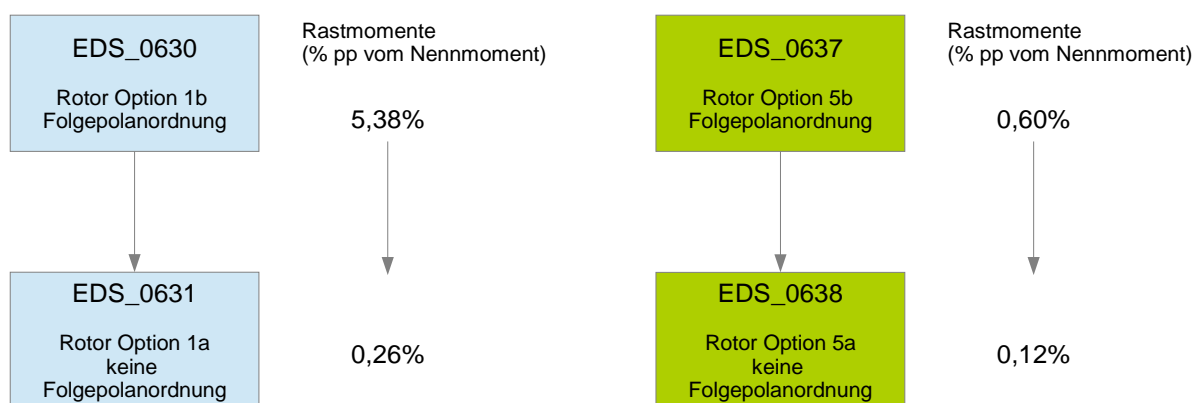 EDS_0630
Rotor Option 1b
Folgepolanordnung
Rastmomente
(% pp vom Nennmoment)
5,38%
EDS_0631
Rotor Option 1a
keine
Folgepolanordnung
0,26%
EDS_0637
Rotor Option 5b
Folgepolanordnung
Rastmomente
(% pp vom Nennmoment)
0,60%
EDS_0638
Rotor Option 5a
keine
Folgepolanordnung
0,12%